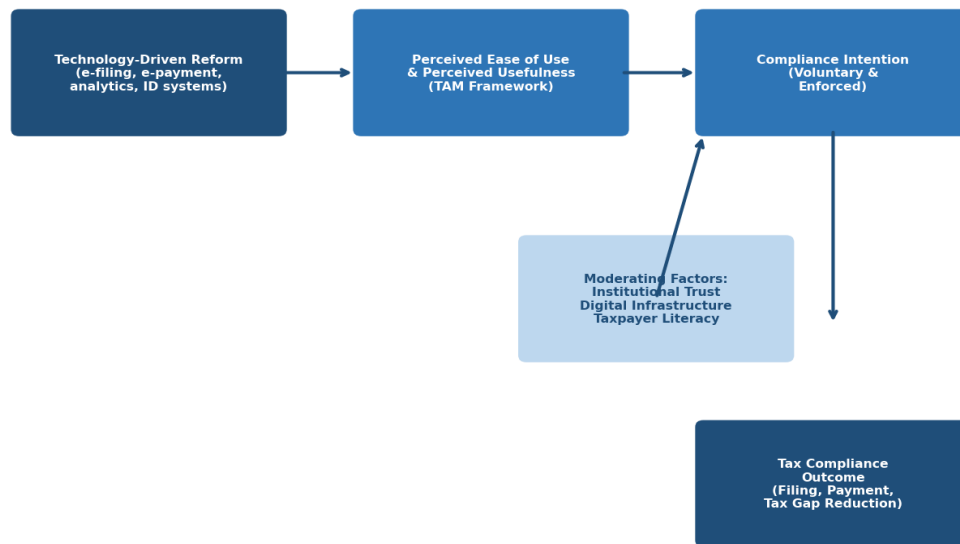 Technology-Driven Reform
(e-filing, e-payment,
analytics, ID systems)
Perceived Ease of Use
& Perceived Usefulness
(TAM Framework)
Compliance Intention
(Voluntary &
Enforced)
Moderating Factors:
Institutional Trust
Digital Infrastructure
Taxpayer Literacy
Tax Compliance
Outcome
(Filing, Payment,
Tax Gap Reduction)